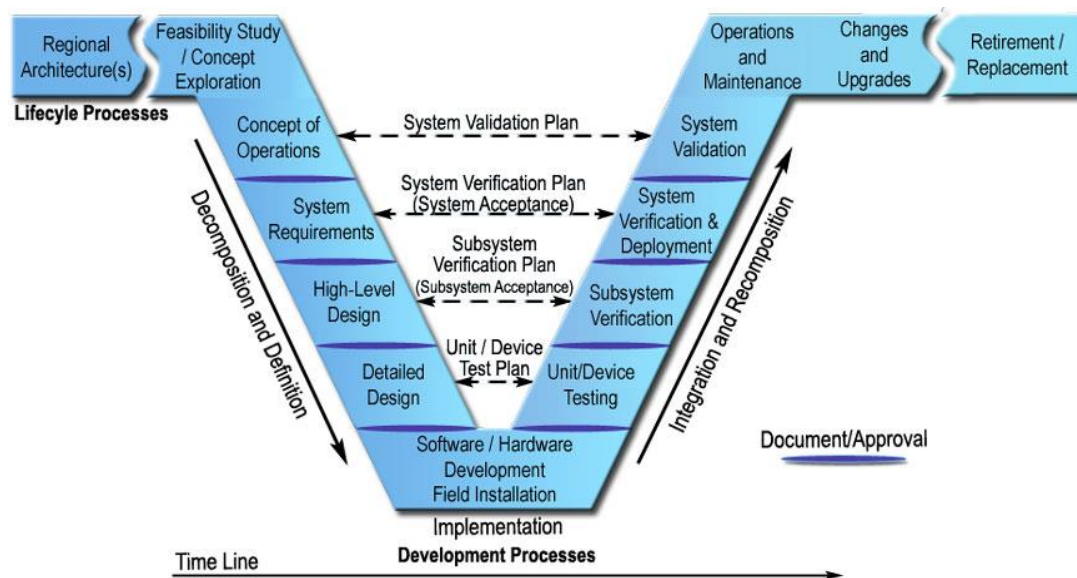 Regional
Architecture(s)
Feasibility Study
/ Concept
Exploration
Operations
and
Maintenance
Changes
and
Upgrades
Retirement /
Replacement
Lifecyle Processes
Concept of
Operations
System Validation Plan
System
Validation
System
Requirements
System Verification Plan
(System Acceptance)
System
Verification &
Deployment
High-Level
Design
Subsystem
Verification Plan
(Subsystem Acceptance)
Subsystem
Verification
Detailed
Design
Unit / Device
Test Plan
Unit/Device
Testing
Decomposition and Definition
Integration and Recomposition
Software / Hardware
Development
Field Installation
Implementation
Development Processes
Document/Approval
Time Line